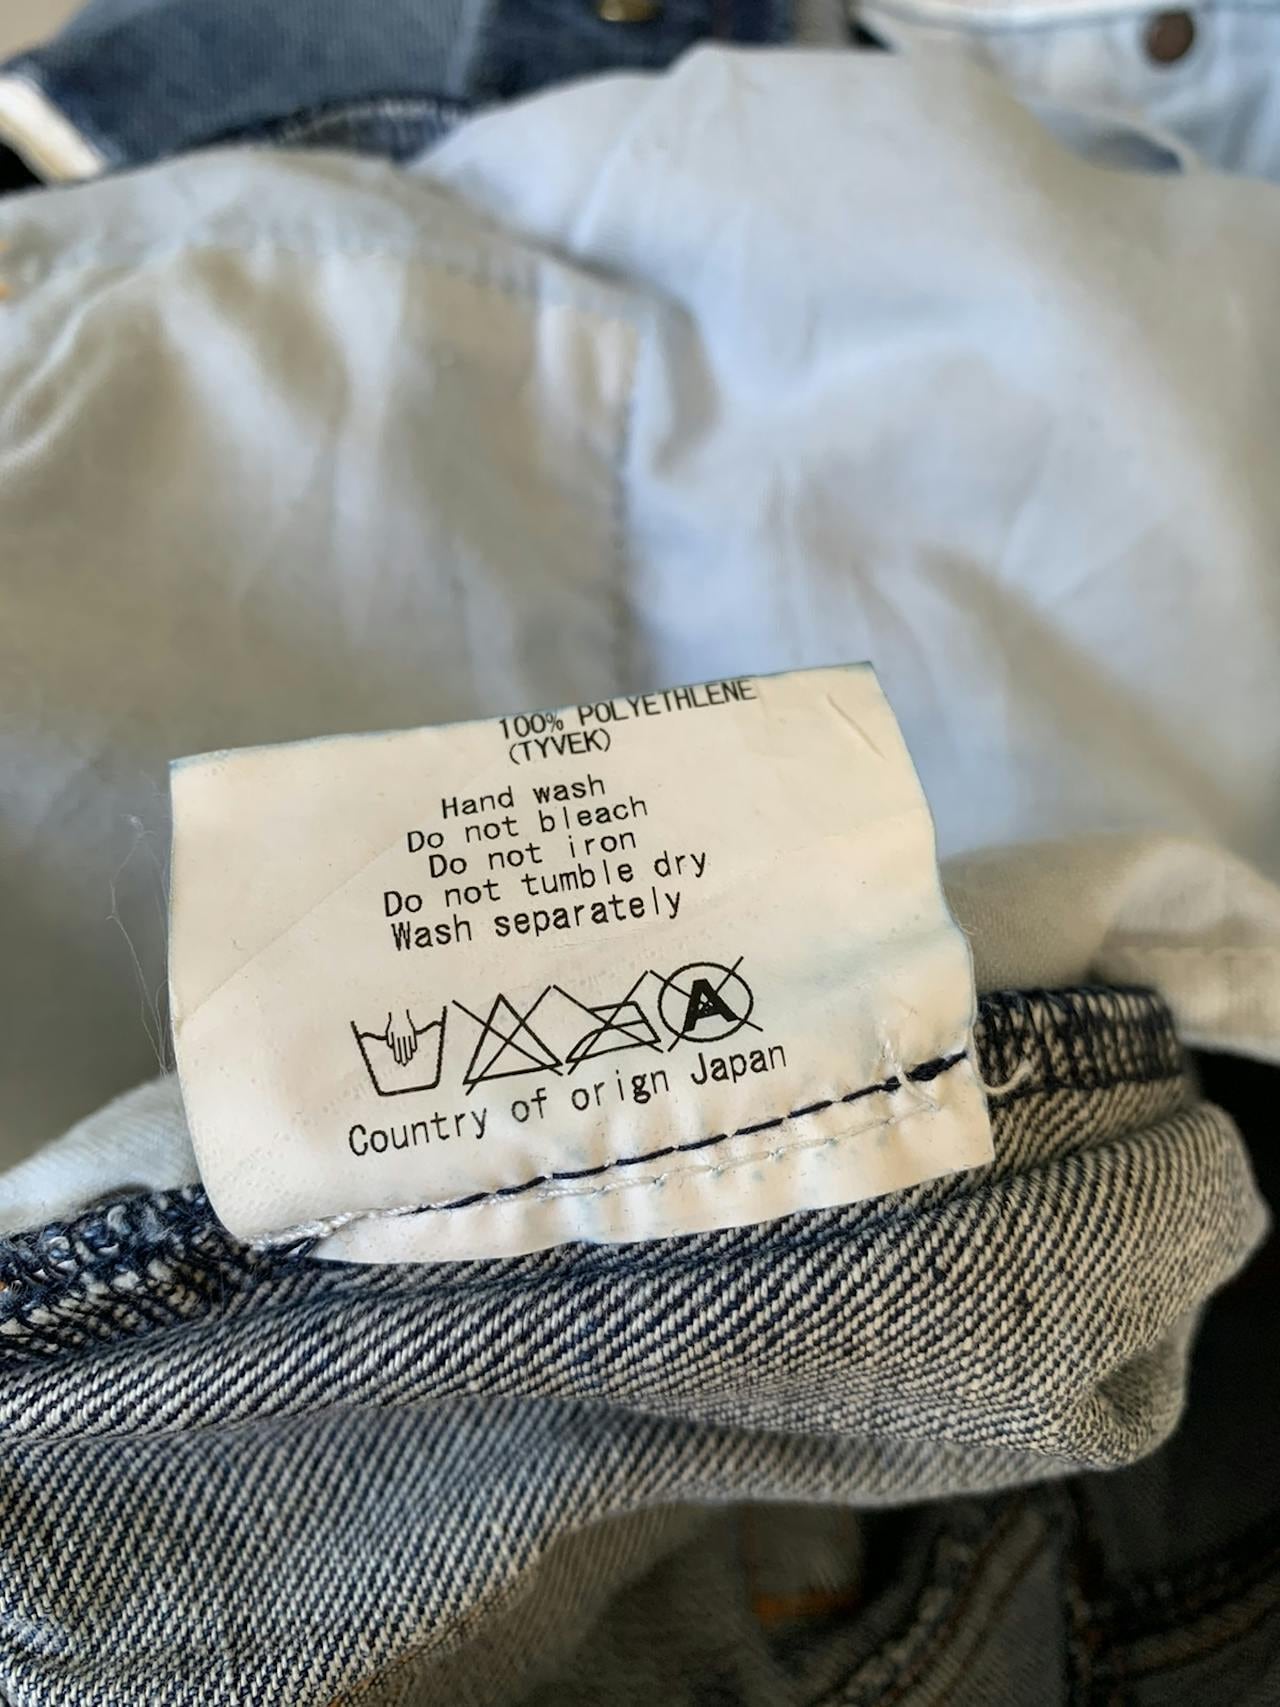 100% POLYETHLENE
(TYVEK)
Hand wash
Do not bleach
Do not iron
Do not tumble dry
Wash separately
A
Country of orign Japan